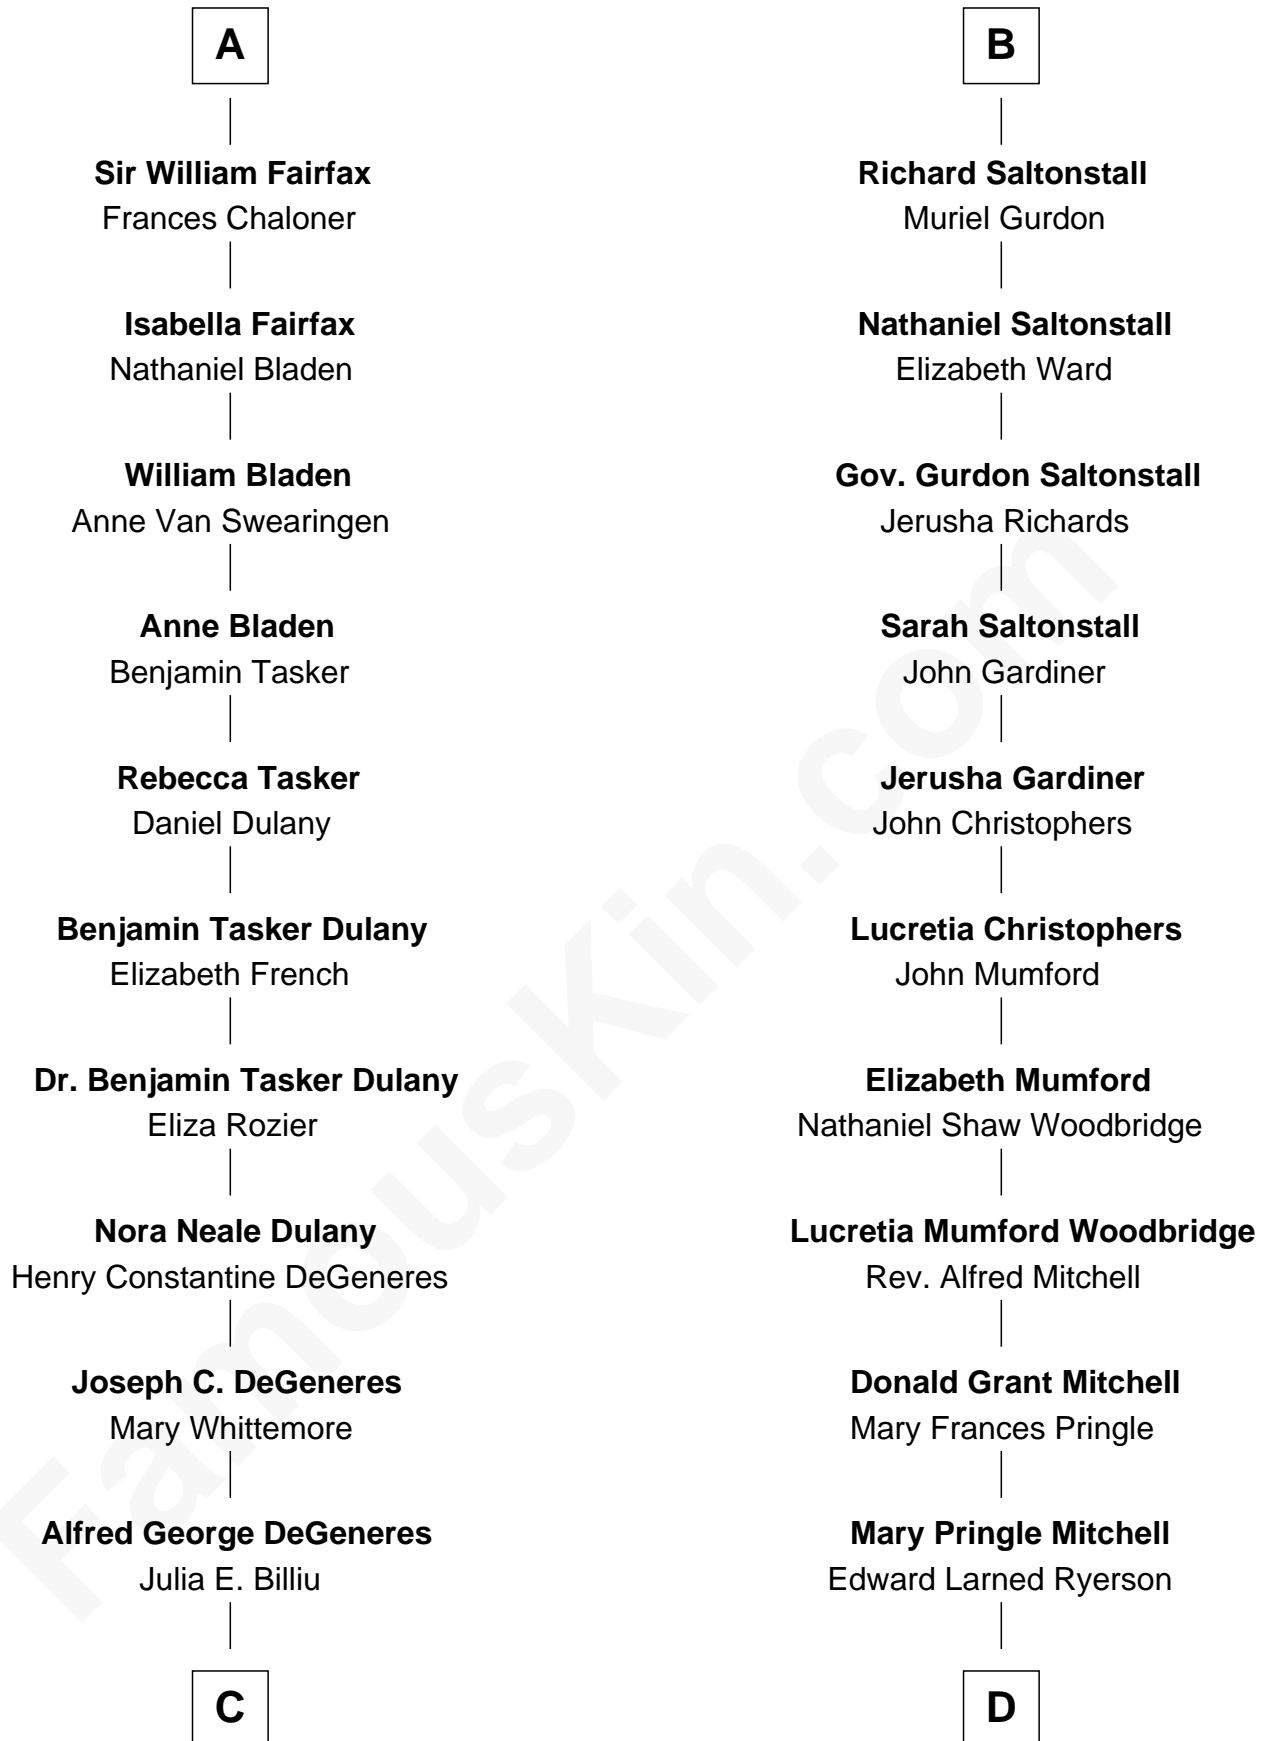 A
Sir William Fairfax
Frances Chaloner
Isabella Fairfax
Nathaniel Bladen
William Bladen
Anne Van Swearingen
Anne Bladen
Benjamin Tasker
Rebecca Tasker
Daniel Dulany
Benjamin Tasker Dulany
Elizabeth French
Dr. Benjamin Tasker Dulany
Eliza Rozier
Nora Neale Dulany
Henry Constantine DeGeneres
Joseph C. DeGeneres
Mary Whittemore
Alfred George DeGeneres
Julia E. Billiu
C
B
Richard Saltonstall
Muriel Gurdon
Nathaniel Saltonstall
Elizabeth Ward
Gov. Gurdon Saltonstall
Jerusha Richards
Sarah Saltonstall
John Gardiner
Jerusha Gardiner
John Christophers
Lucretia Christophers
John Mumford
Elizabeth Mumford
Nathaniel Shaw Woodbridge
Lucretia Mumford Woodbridge
Rev. Alfred Mitchell
Donald Grant Mitchell
Mary Frances Pringle
Mary Pringle Mitchell
Edward Larned Ryerson
D
FamousKin.com